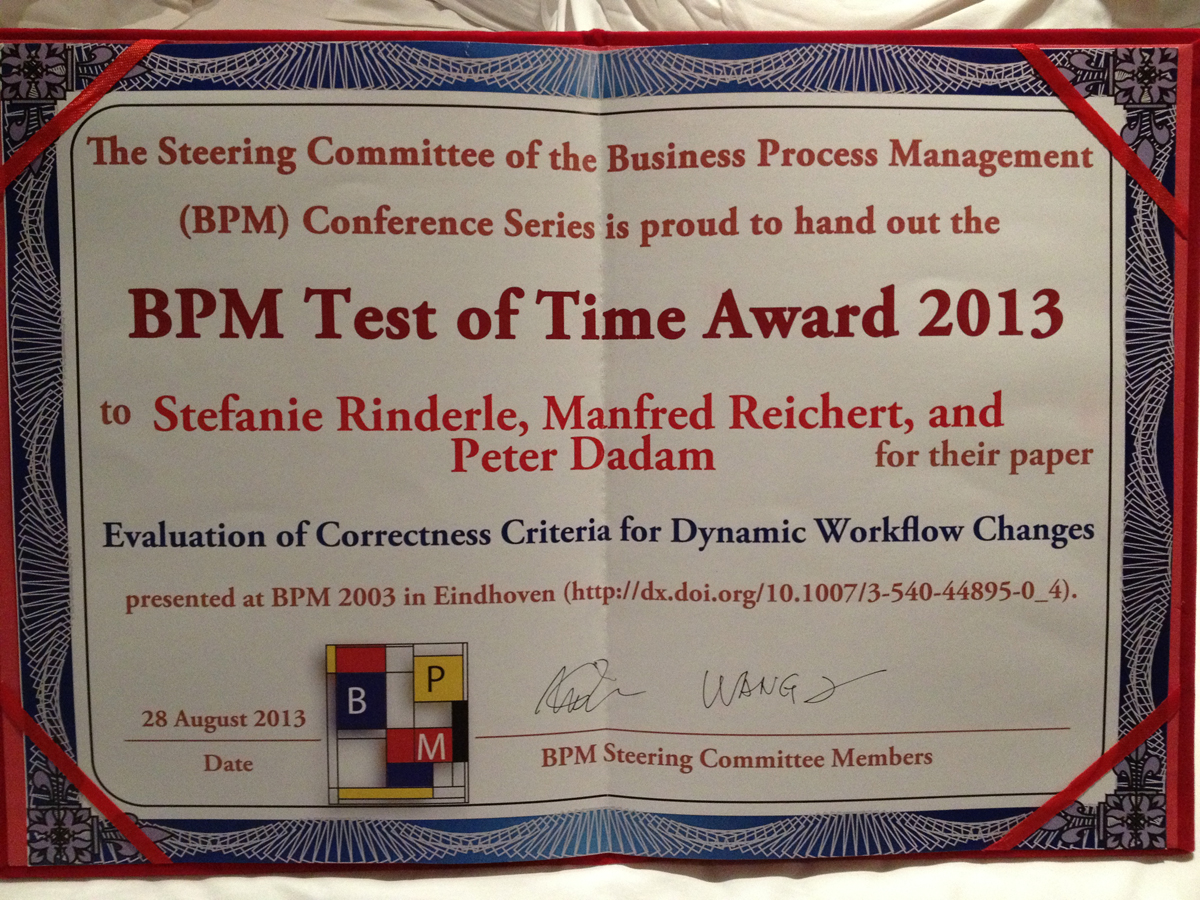 The Steering Committee of the Business Process Management
(BPM) Conference Series is proud to hand out the
BPM Test of Time Award 2013
to Stefanie Rinderle, Manfred Reichert, and
Peter Dadam for their paper
Evaluation of Correctness Criteria for Dynamic Workflow Changes
presented at BPM 2003 in Eindhoven (http://dx.doi.org/10.1007/3-540-44895-0_4).
B P M
WANG
28 August 2013
Date
BPM Steering Committee Members